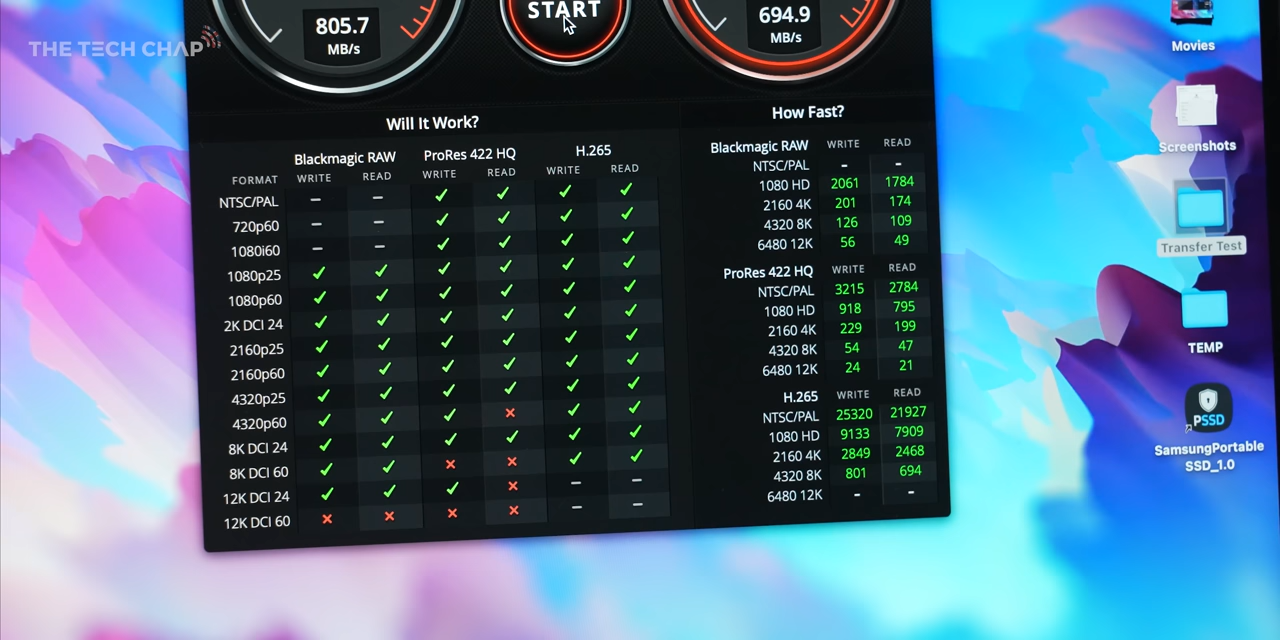 THE TECH CHAP
805.7
MB/s
START
694.9
MB/s
Will It Work?
Blackmagic RAW ProRes 422 HQ H.265
FORMAT WRITE READ WRITE READ WRITE READ
NTSC/PAL – – ✓ ✓ ✓ ✓
720p60 – – ✓ ✓ ✓ ✓
1080i60 – – ✓ ✓ ✓ ✓
1080p25 ✓ ✓ ✓ ✓ ✓ ✓
1080p60 ✓ ✓ ✓ ✓ ✓ ✓
2K DCI 24 ✓ ✓ ✓ ✓ ✓ ✓
2160p25 ✓ ✓ ✓ ✓ ✓ ✓
2160p60 ✓ ✓ ✓ ✓ ✓ ✓
4320p25 ✓ ✓ ✓ ✓ ✓ ✓
4320p60 ✓ ✓ ✓ × ✓ ✓
8K DCI 24 ✓ ✓ ✓ ✓ ✓ ✓
8K DCI 60 ✓ ✓ × × ✓ ✓
12K DCI 24 ✓ ✓ ✓ × – –
12K DCI 60 × × × × – –
How Fast?
Blackmagic RAW WRITE READ
NTSC/PAL - -
1080 HD 2061 1784
2160 4K 201 174
4320 8K 126 109
6480 12K 56 49
ProRes 422 HQ WRITE READ
NTSC/PAL 3215 2784
1080 HD 918 795
2160 4K 229 199
4320 8K 54 47
6480 12K 24 21
H.265 WRITE READ
NTSC/PAL 25320 21927
1080 HD 9133 7909
2160 4K 2849 2468
4320 8K 801 694
6480 12K - -
Movies
Screenshots
Transfer Test
TEMP
PSSD
SamsungPortable
SSD_1.0